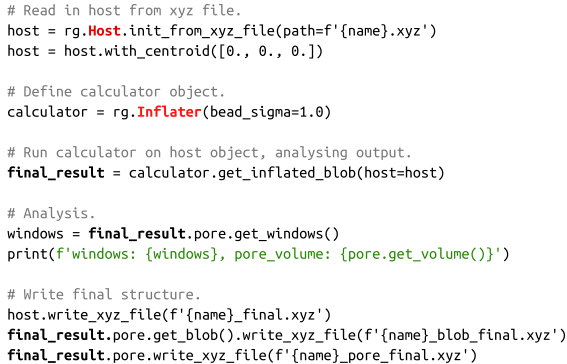 # Read in host from xyz file.
host = rg.Host.init_from_xyz_file(path=f'{name}.xyz')
host = host.with_centroid([0., 0., 0.])
# Define calculator object.
calculator = rg.Inflater(bead_sigma=1.0)
# Run calculator on host object, analysing output.
final_result = calculator.get_inflated_blob(host=host)
# Analysis.
windows = final_result.pore.get_windows()
print(f'windows: {windows}, pore_volume: {pore.get_volume()}')
# Write final structure.
host.write_xyz_file(f'{name}_final.xyz')
final_result.pore.get_blob().write_xyz_file(f'{name}_blob_final.xyz')
final_result.pore.write_xyz_file(f'{name}_pore_final.xyz')